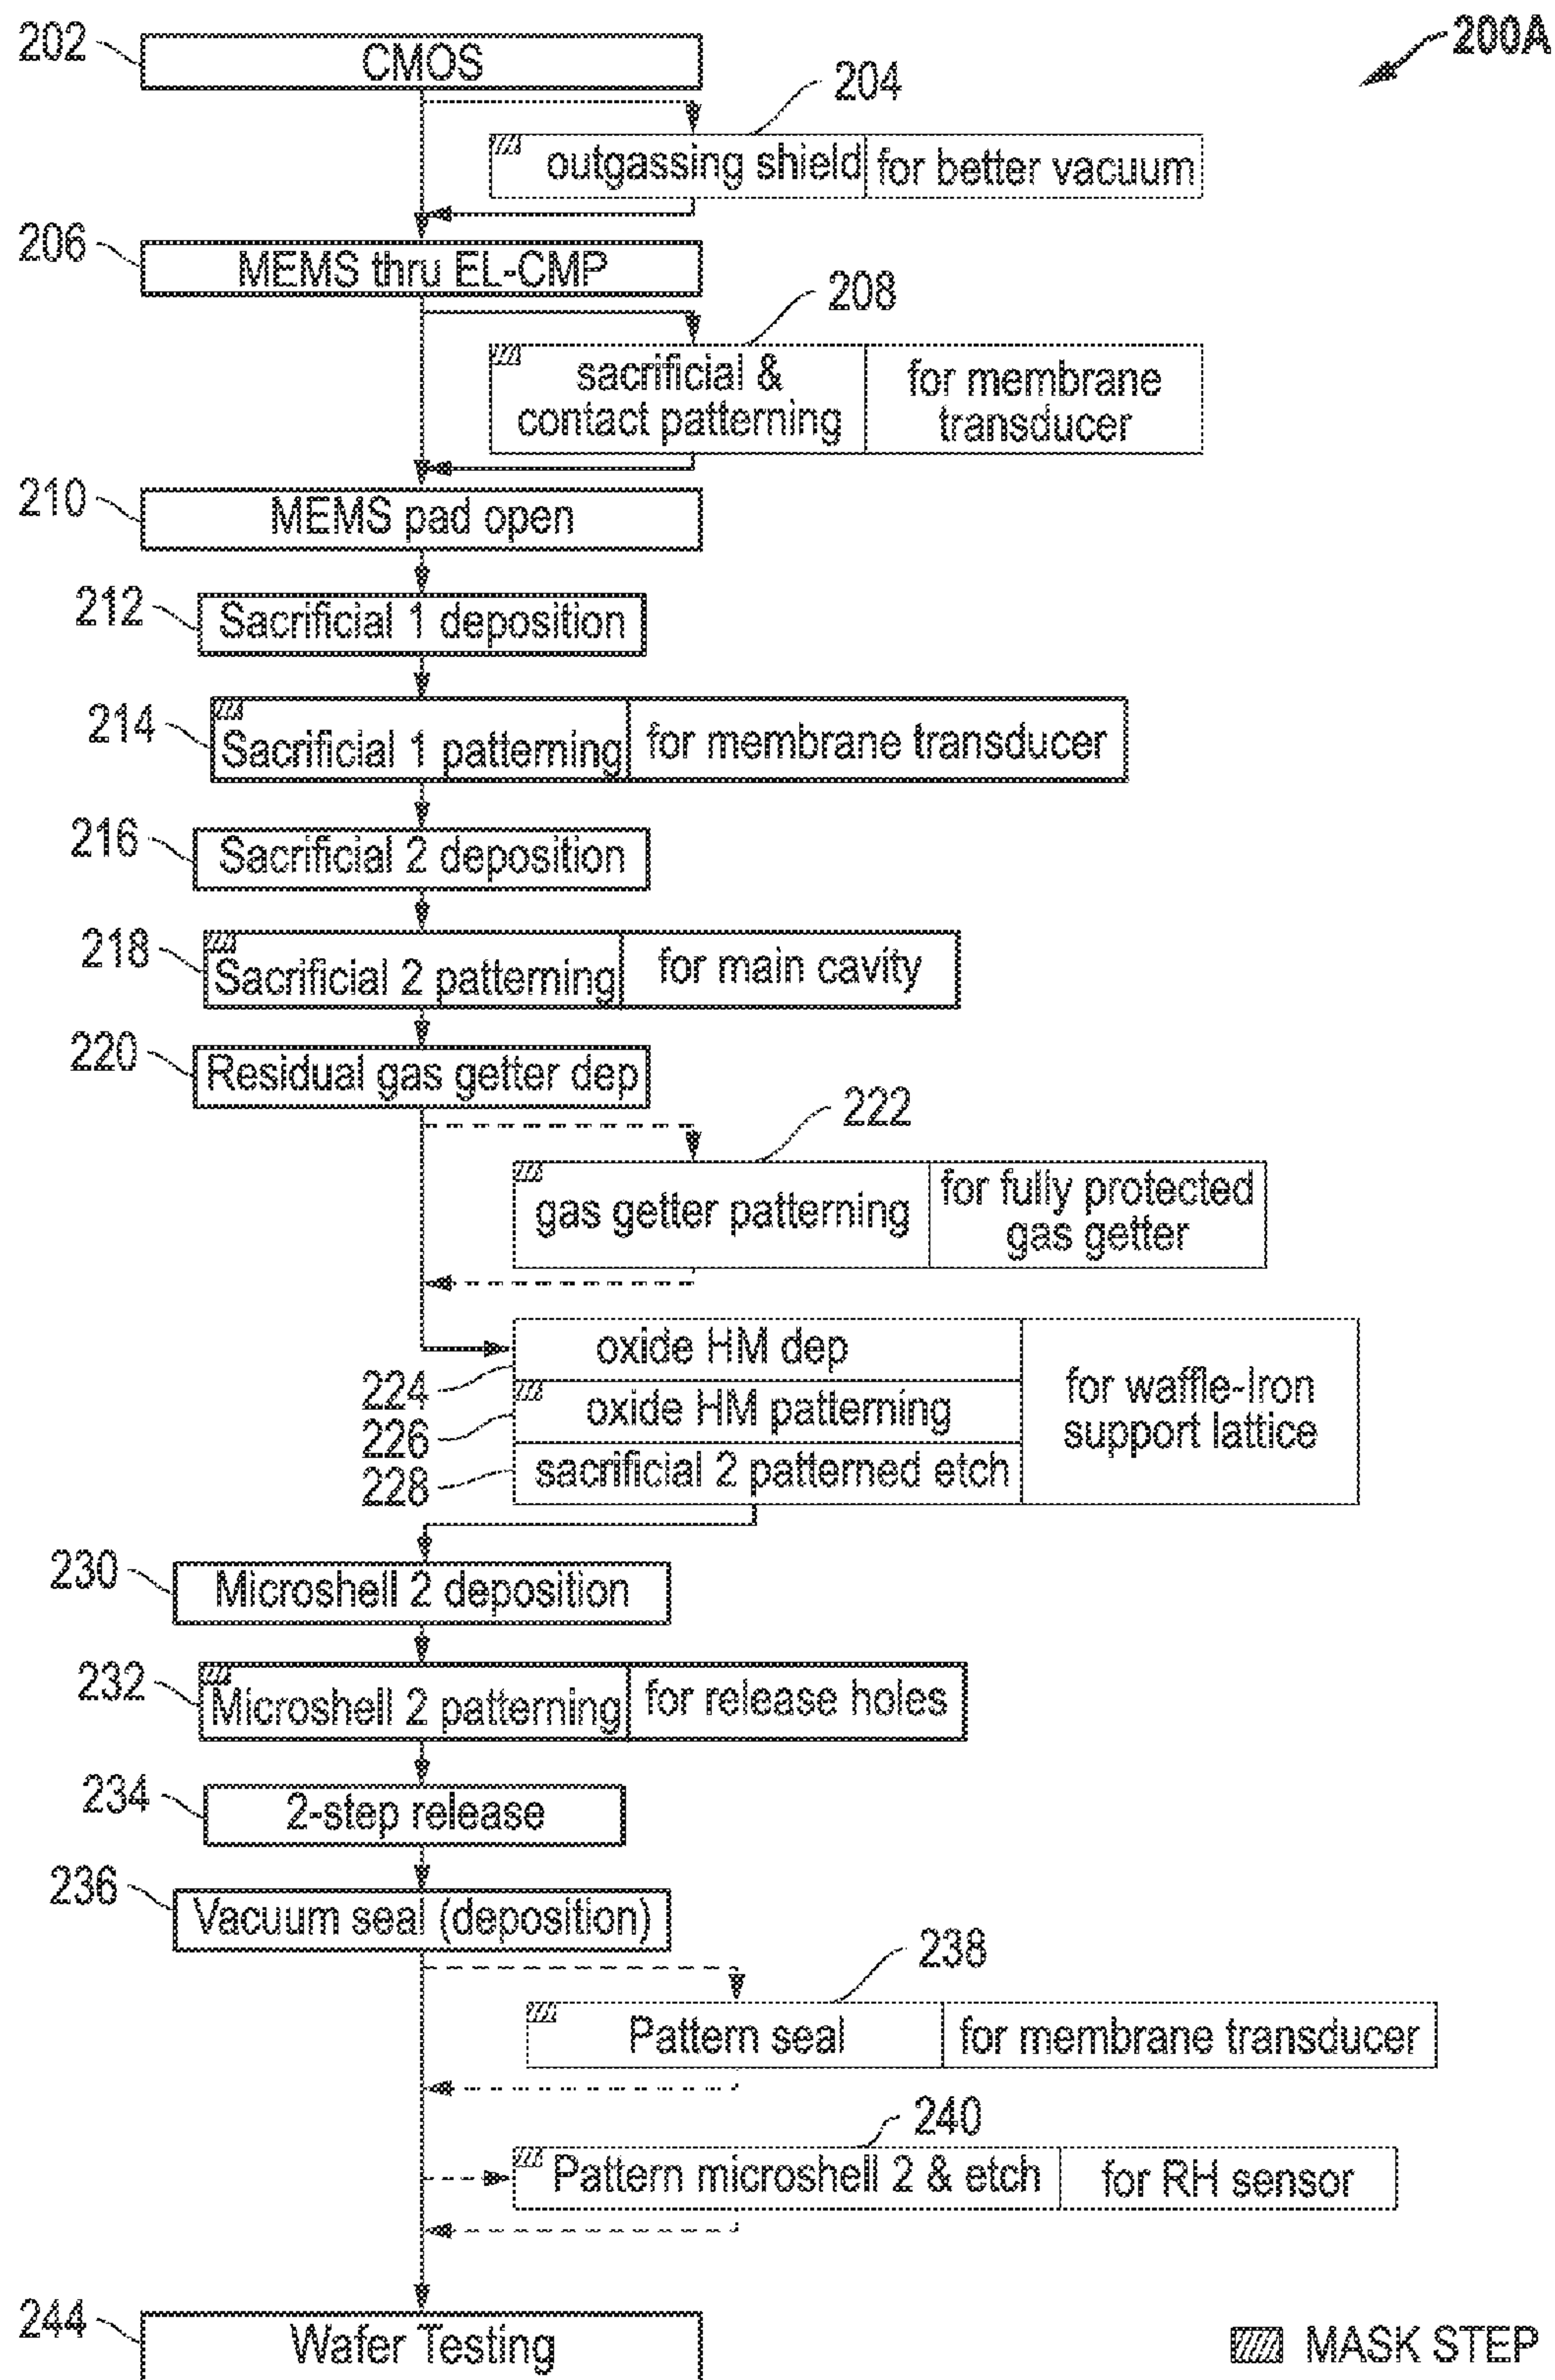 200A
202
CMOS
204
outgassing shield for better vacuum
206
MEMS thru EL-CMP
208
sacrificial & 
contact patterning
for membrane
transducer
210
MEMS pad open
212
Sacrificial 1 deposition
214
Sacrificial 1 patterning for membrane transducer
216
Sacrificial 2 deposition
218
Sacrificial 2 patterning for main cavity
220
Residual gas getter dep
222
gas getter patterning
for fully protected
gas getter
224
oxide HM dep
226
oxide HM patterning
228
sacrificial 2 patterned etch
for waffle-Iron
support lattice
230
Microshell 2 deposition
232
Microshell 2 patterning for release holes
234
2-step release
236
Vacuum seal (deposition)
238
Pattern seal for membrane transducer
240
Pattern microshell 2 & etch for RH sensor
244
Wafer Testing
MASK STEP